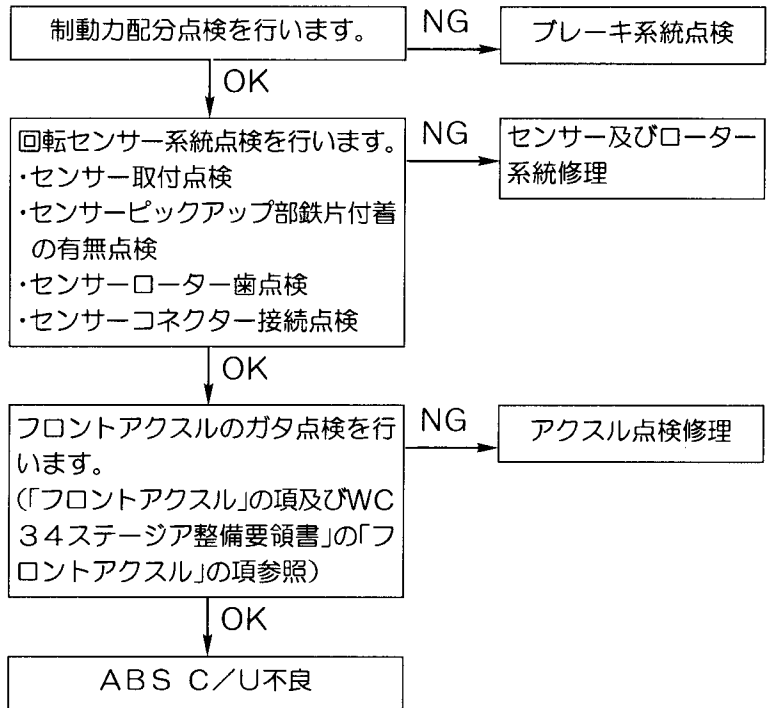 制動力配分点検を行います。
NG
ブレーキ系統点検
OK
回転センサー系統点検を行います。
・センサー取付点検
・センサーピックアップ部鉄片付着
の有無点検
・センサーローター歯点検
・センサーコネクター接続点検
NG
センサー及びローター
系統修理
OK
フロントアクスルのガタ点検を行
います。
(「フロントアクスル」の項及びWC
34ステージア整備要領書」の「フ
ロントアクスル」の項参照)
NG
アクスル点検修理
OK
ABS C/U不良